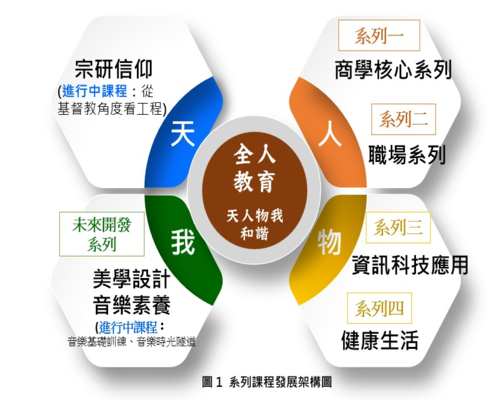 宗研信仰
(進行中課程：從
基督教角度看工程)
天
系列一
商學核心系列
系列二
職場系列
人
全人
教育
天人物我
和諧
未來開發
系列
美學設計
音樂素養
(進行中課程：
音樂基礎訓練、音樂時光隧道
我
系列三
資訊科技應用
系列四
健康生活
物
圖 1 系列課程發展架構圖